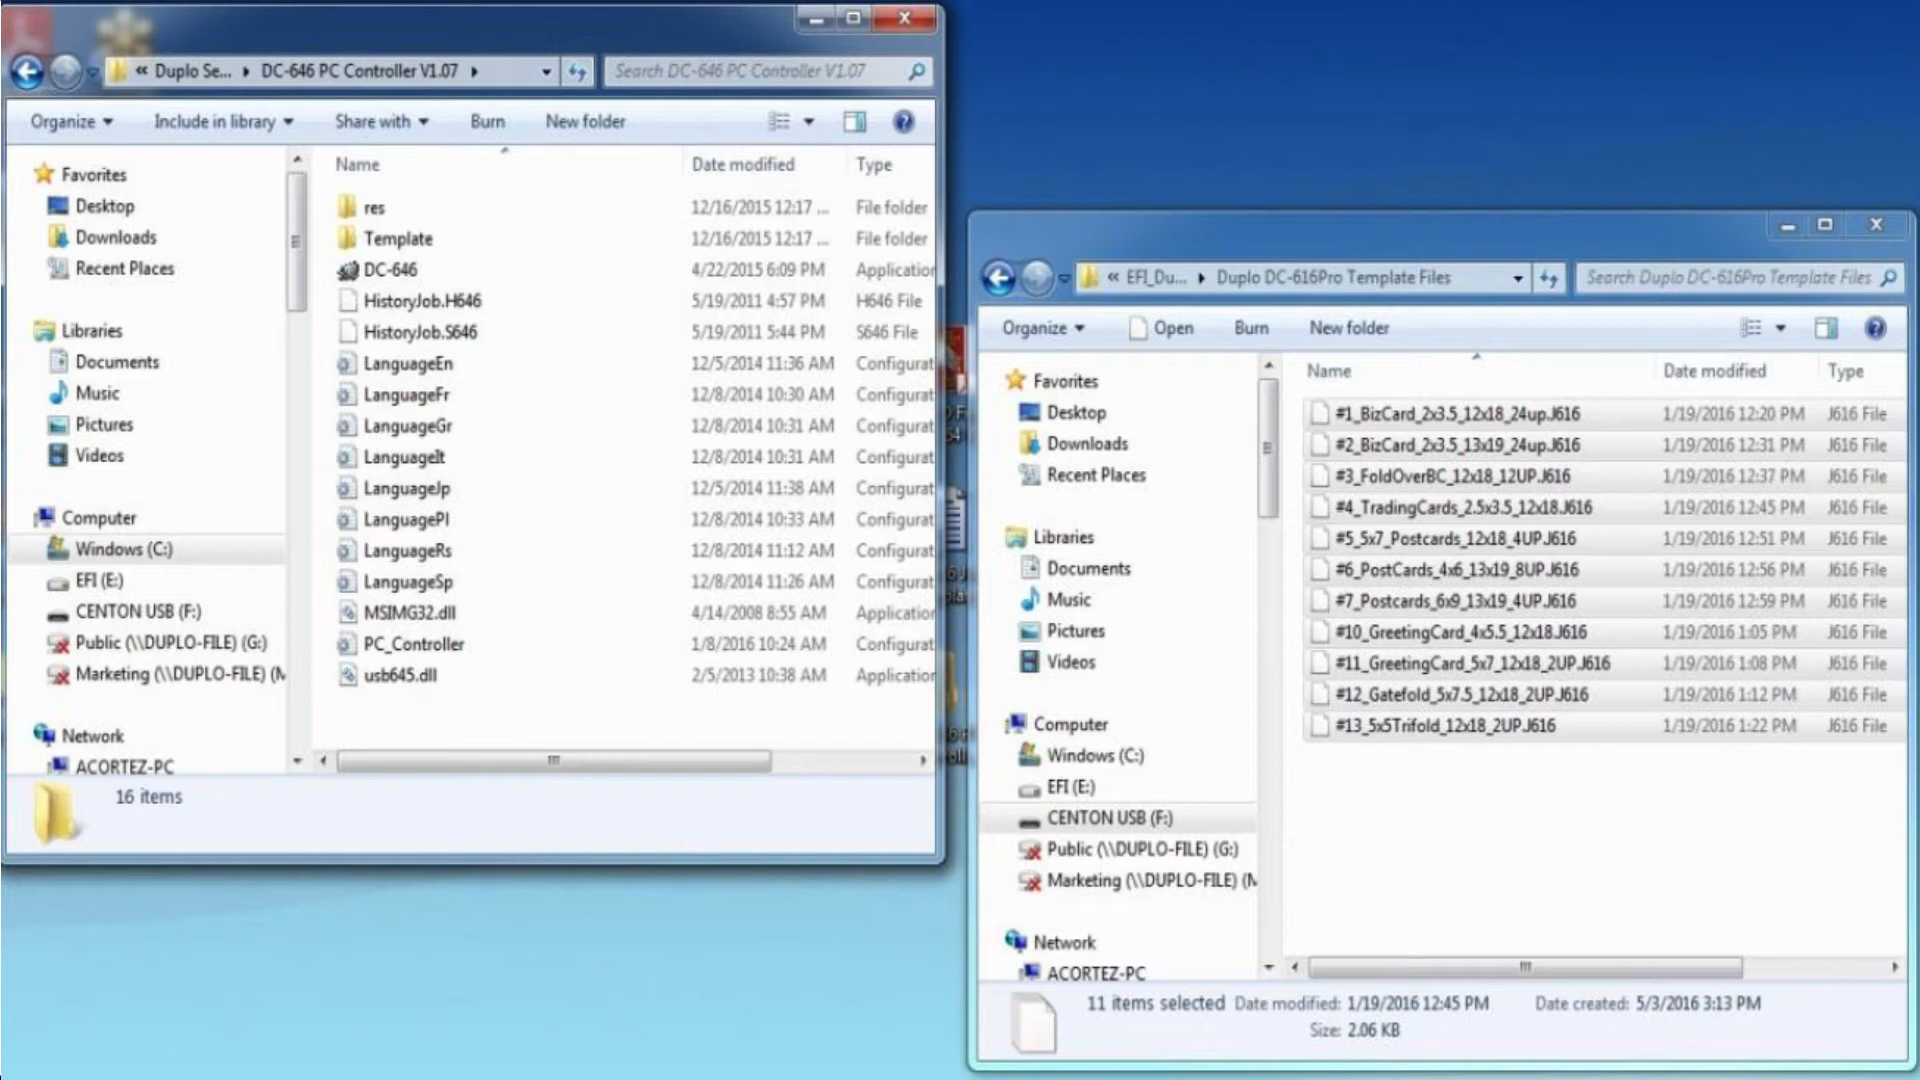 « Duplo Se... ▸ DC-646 PC Controller V1.07 ▸
Search DC-646 PC Controller V1.07
Organize
Include in library
Share with
Burn
New folder
Name
Date modified
Type
Favorites
Desktop
Downloads
Recent Places
Libraries
Documents
Music
Pictures
Videos
Computer
Windows (C:)
EFI (E:)
CENTON USB (F:)
Public (\\DUPLO-FILE) (G:)
Marketing (\\DUPLO-FILE) (M
Network
ACORTEZ-PC
res 12/16/2015 12:17 ... File folder
Template 12/16/2015 12:17 ... File folder
DC-646 4/22/2015 6:09 PM Application
HistoryJob.H646 5/19/2011 4:57 PM H646 File
HistoryJob.S646 5/19/2011 5:44 PM S646 File
LanguageEn 12/5/2014 11:36 AM Configurat
LanguageFr 12/8/2014 10:30 AM Configurat
LanguageGr 12/8/2014 10:31 AM Configurat
LanguageIt 12/8/2014 10:31 AM Configurat
LanguageJp 12/5/2014 11:38 AM Configurat
LanguagePl 12/8/2014 10:33 AM Configurat
LanguageRs 12/8/2014 11:12 AM Configurat
LanguageSp 12/8/2014 11:26 AM Configurat
MSIMG32.dll 4/14/2008 8:55 AM Application
PC_Controller 1/8/2016 10:24 AM Configurat
usb645.dll 2/5/2013 10:38 AM Application
16 items
« EFI_Du... ▸ Duplo DC-616Pro Template Files
Search Duplo DC-616Pro Template Files
Organize
Open
Burn
New folder
Name
Date modified
Type
Favorites
Desktop
Downloads
Recent Places
Libraries
Documents
Music
Pictures
Videos
Computer
Windows (C:)
EFI (E:)
CENTON USB (F:)
Public (\\DUPLO-FILE) (G:)
Marketing (\\DUPLO-FILE) (M
Network
ACORTEZ-PC
#1_BizCard_2x3.5_12x18_24up.J616 1/19/2016 12:20 PM J616 File
#2_BizCard_2x3.5_13x19_24up.J616 1/19/2016 12:31 PM J616 File
#3_FoldOverBC_12x18_12UP.J616 1/19/2016 12:37 PM J616 File
#4_TradingCards_2.5x3.5_12x18.J616 1/19/2016 12:45 PM J616 File
#5_5x7_Postcards_12x18_4UP.J616 1/19/2016 12:51 PM J616 File
#6_PostCards_4x6_13x19_8UP.J616 1/19/2016 12:56 PM J616 File
#7_Postcards_6x9_13x19_4UP.J616 1/19/2016 12:59 PM J616 File
#10_GreetingCard_4x5.5_12x18.J616 1/19/2016 1:05 PM J616 File
#11_GreetingCard_5x7_12x18_2UP.J616 1/19/2016 1:08 PM J616 File
#12_Gatefold_5x7.5_12x18_2UP.J616 1/19/2016 1:12 PM J616 File
#13_5x5Trifold_12x18_2UP.J616 1/19/2016 1:22 PM J616 File
11 items selected Date modified: 1/19/2016 12:45 PM Date created: 5/3/2016 3:13 PM
Size: 2.06 KB